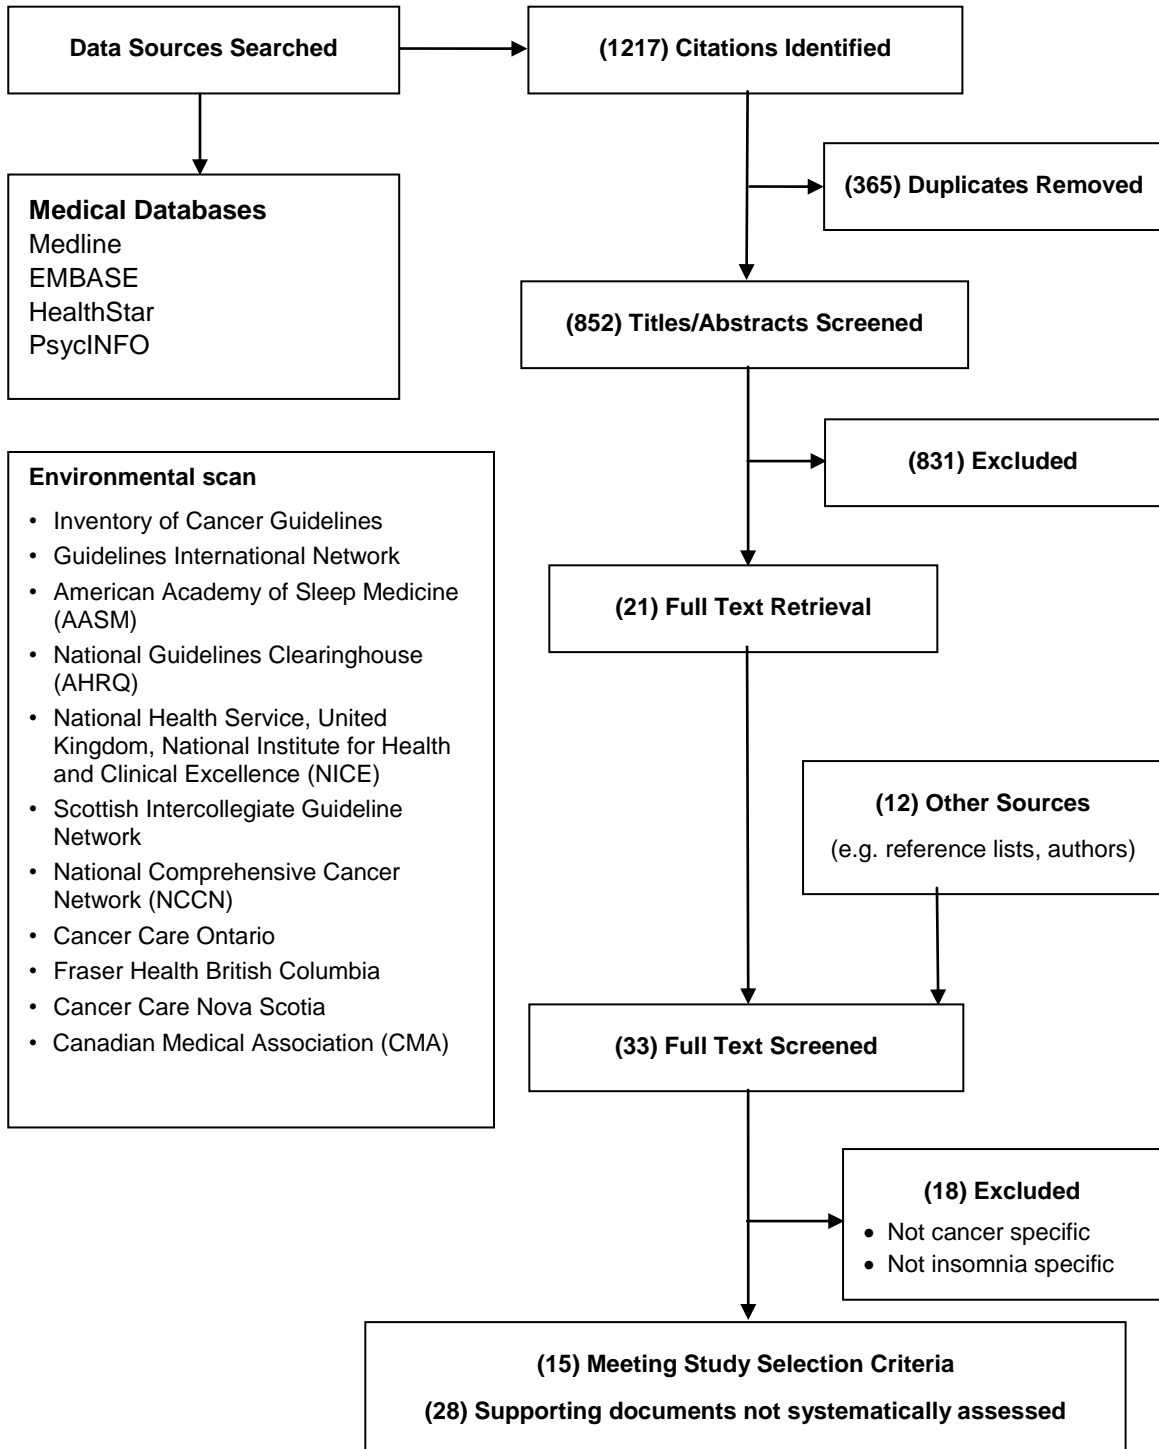 Data Sources Searched
(1217) Citations Identified
(365) Duplicates Removed
Medical Databases
Medline
EMBASE
HealthStar
PsycINFO
(852) Titles/Abstracts Screened
(831) Excluded
Environmental scan
• Inventory of Cancer Guidelines
• Guidelines International Network
• American Academy of Sleep Medicine
(AASM)
• National Guidelines Clearinghouse
(AHRQ)
• National Health Service, United
Kingdom, National Institute for Health
and Clinical Excellence (NICE)
• Scottish Intercollegiate Guideline
Network
• National Comprehensive Cancer
Network (NCCN)
• Cancer Care Ontario
• Fraser Health British Columbia
• Cancer Care Nova Scotia
• Canadian Medical Association (CMA)
(21) Full Text Retrieval
(12) Other Sources
(e.g. reference lists, authors)
(33) Full Text Screened
(18) Excluded
• Not cancer specific
• Not insomnia specific
(15) Meeting Study Selection Criteria
(28) Supporting documents not systematically assessed